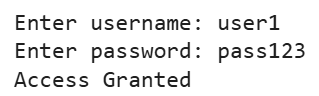 Enter username: user1
Enter password: pass123
Access Granted